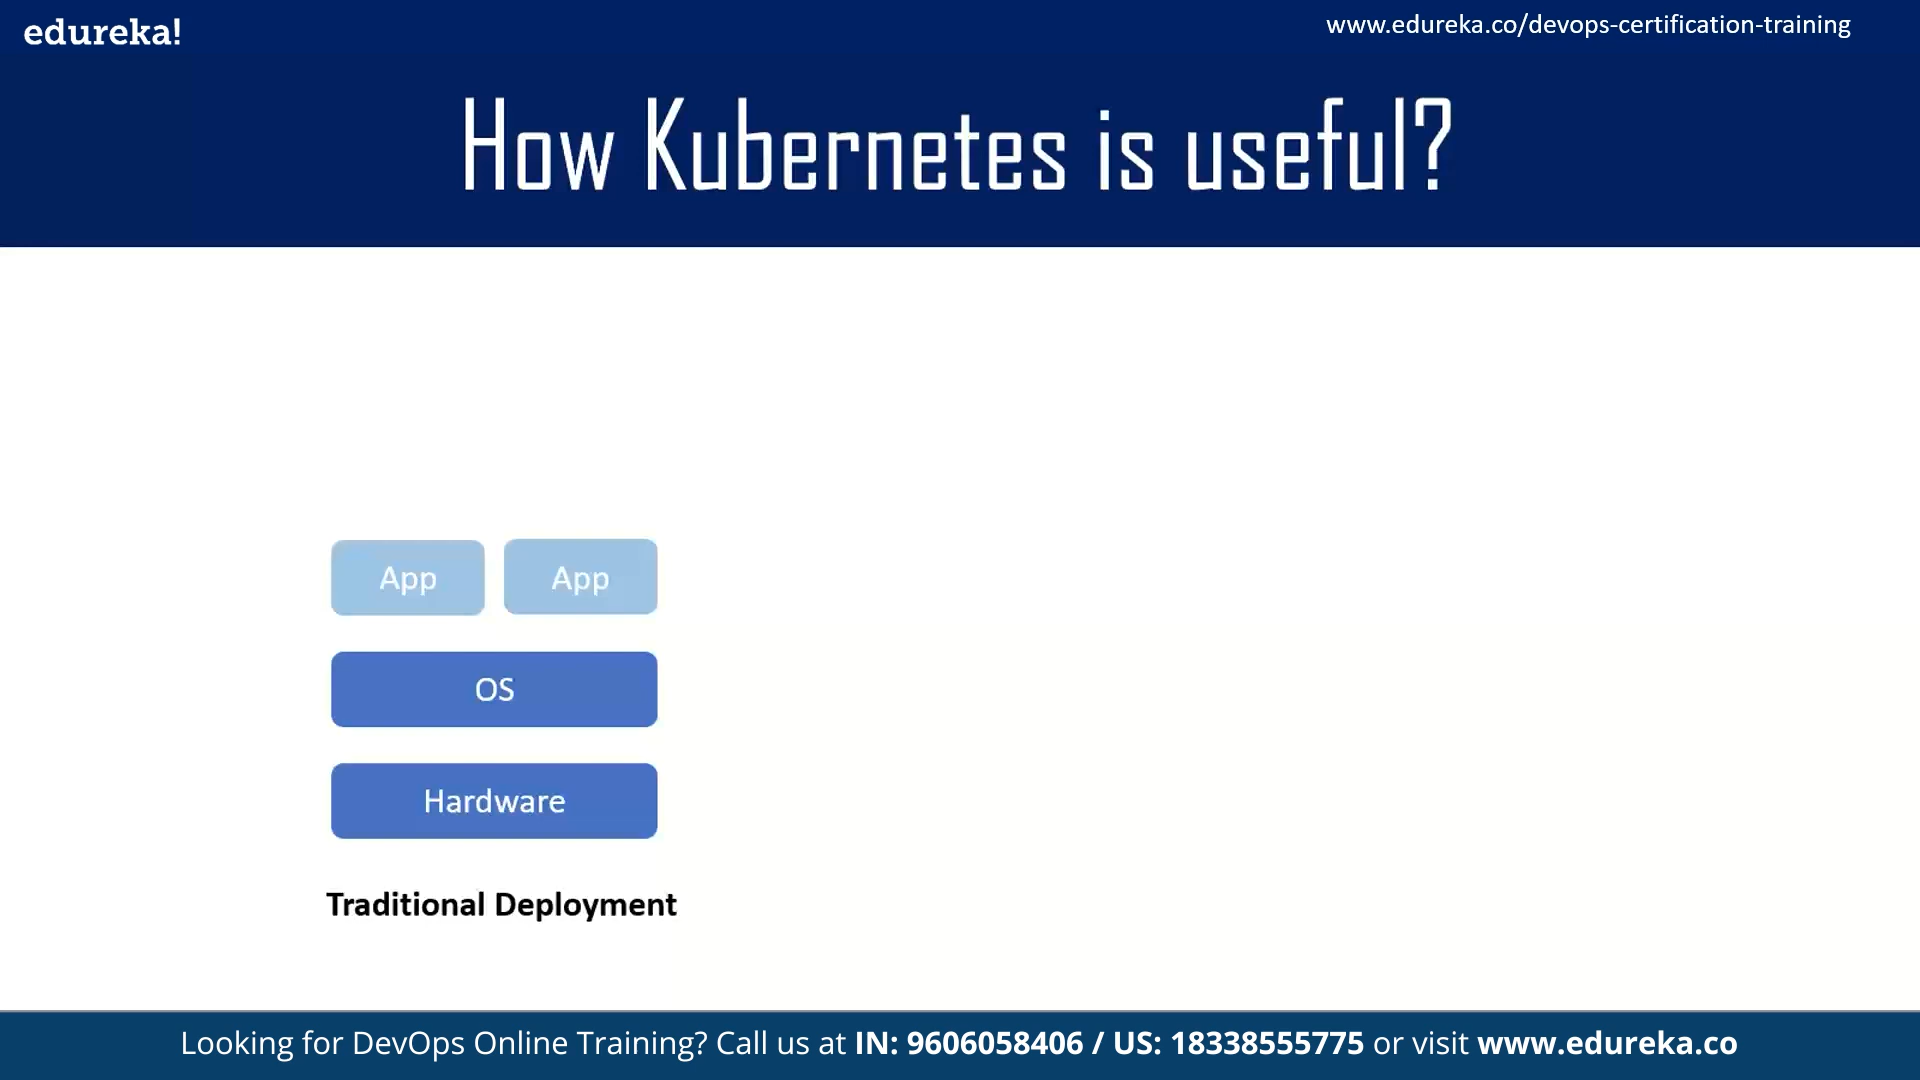 edureka!
www.edureka.co/devops-certification-training
How Kubernetes is useful?
App App
OS
Hardware
Traditional Deployment
Looking for DevOps Online Training? Call us at IN: 9606058406 / US: 18338555775 or visit www.edureka.co